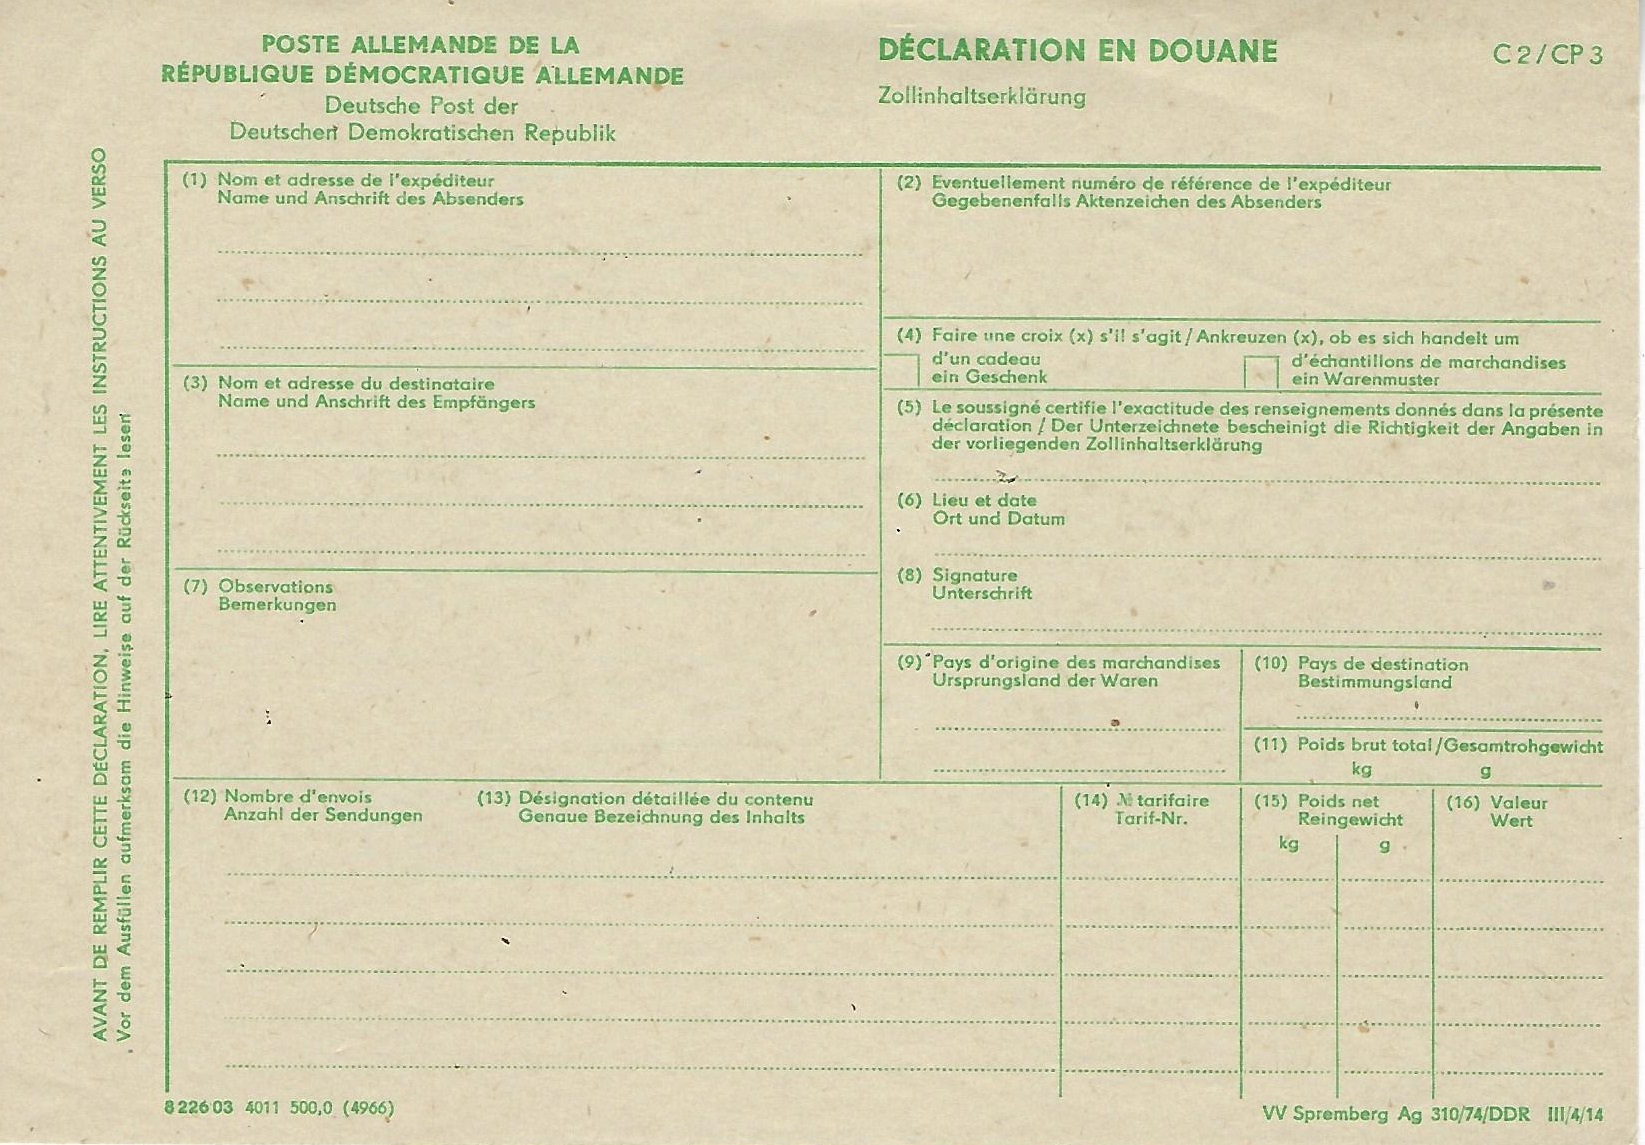 POSTE ALLEMANDE DE LA
RÉPUBLIQUE DÉMOCRATIQUE ALLEMANDE
Deutsche Post der
Deutschen Demokratischen Republik
DÉCLARATION EN DOUANE
Zollinhaltserklärung
C 2 / CP 3
AVANT DE REMPLIR CETTE DÉCLARATION, LIRE ATTENTIVEMENT LES INSTRUCTIONS AU VERSO
Vor dem Ausfüllen aufmerksam die Hinweise auf der Rückseite lesen
(1) Nom et adresse de l'expéditeur
Name und Anschrift des Absenders
(2) Eventuellement numéro de référence de l'expéditeur
Gegebenenfalls Aktenzeichen des Absenders
(3) Nom et adresse du destinataire
Name und Anschrift des Empfängers
(4) Faire une croix (x) s'il s'agit / Ankreuzen (x), ob es sich handelt um
d'un cadeau
ein Geschenk
d'échantillons de marchandises
ein Warenmuster
(5) Le soussigné certifie l'exactitude des renseignements donnés dans la présente
déclaration / Der Unterzeichnete bescheinigt die Richtigkeit der Angaben in
der vorliegenden Zollinhaltserklärung
(6) Lieu et date
Ort und Datum
(7) Observations
Bemerkungen
(8) Signature
Unterschrift
(9) Pays d'origine des marchandises
Ursprungsland der Waren
(10) Pays de destination
Bestimmungsland
(11) Poids brut total / Gesamtrohgewicht
kg g
(12) Nombre d'envois
Anzahl der Sendungen
(13) Désignation détaillée du contenu
Genaue Bezeichnung des Inhalts
(14) № tarifaire
Tarif-Nr.
(15) Poids net
Reingewicht
kg g
(16) Valeur
Wert
8 226 03 4011 500,0 (4966)
VV Spremberg Ag 310/74/DDR III/4/14